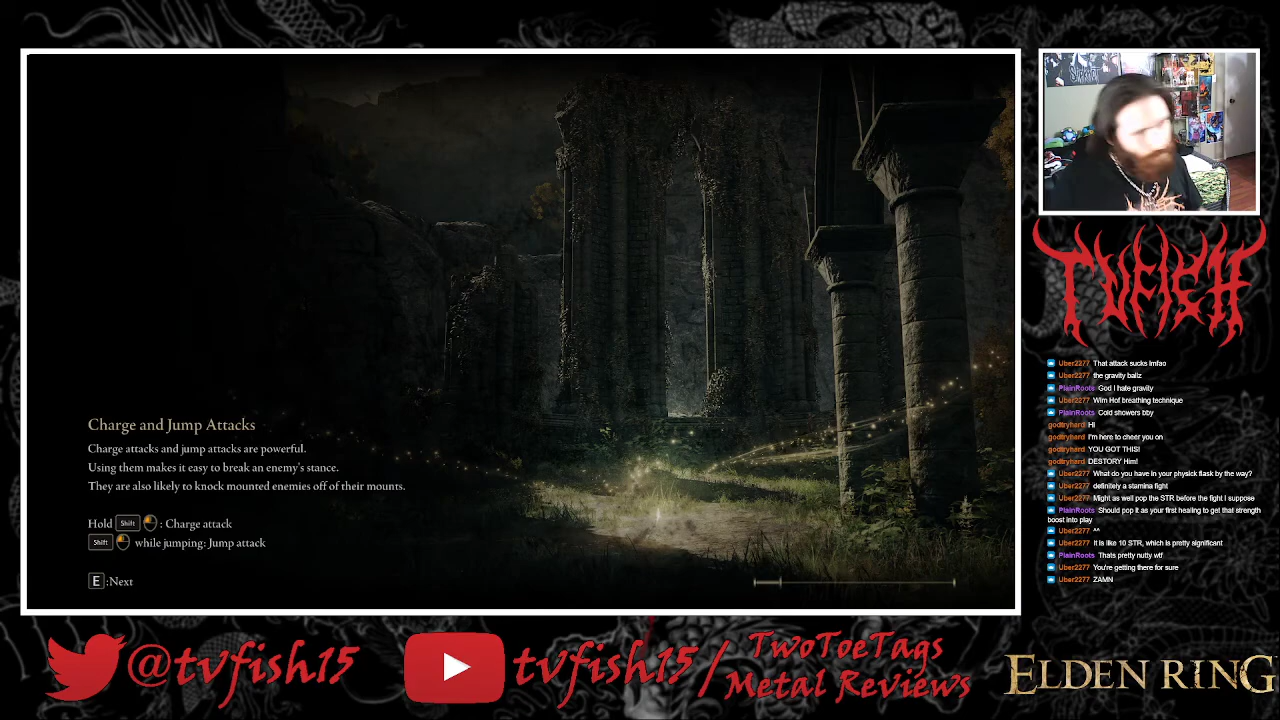 Charge and Jump Attacks
Charge attacks and jump attacks are powerful.
Using them makes it easy to break an enemy's stance.
They are also likely to knock mounted enemies off of their mounts.
Hold Shift : Charge attack
Shift while jumping: Jump attack
E :Next
TVFISH
Uber2277 That attack sucks lmfao
Uber2277 the gravity ballz
PlainRoots God I hate gravity
Uber2277 Wim Hof breathing technique
PlainRoots Cold showers bby
godtryhard Hi
godtryhard I'm here to cheer you on
godtryhard YOU GOT THIS!
godtryhard DESTORY Him!
Uber2277 What do you have in your physick flask by the way?
Uber2277 definitely a stamina fight
Uber2277 Might as well pop the STR before the fight I suppose
PlainRoots Should pop it as your first healing to get that strength
boost into play
Uber2277 ^^
Uber2277 It is like 10 STR, which is pretty significant
PlainRoots Thats pretty nutty wtf
Uber2277 You're getting there for sure
Uber2277 ZAMN
@tvfish15
tvfish15 / TwoToeTags
Metal Reviews
ELDEN RING